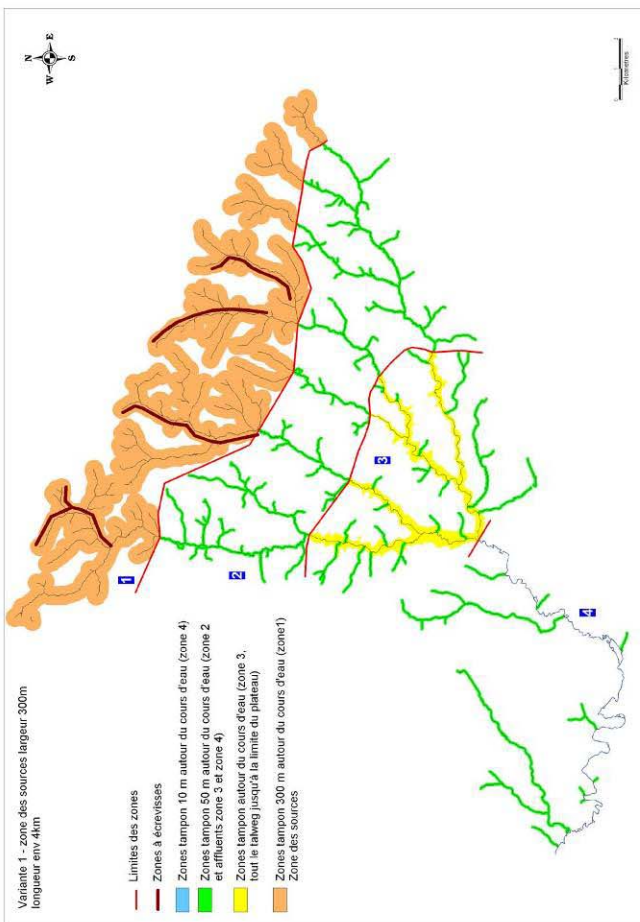 Variante 1 - zone des sources largeur 300m
longueur env 4km
Limites des zones
Zones à écrevisses
Zones tampon 10 m autour du cours d'eau (zone 4)
Zones tampon 50 m autour du cours d'eau (zone 2
et affluents zone 3 et zone 4)
Zones tampon autour du cours d'eau (zone 3,
tout le talweg jusqu'à la limite du plateau)
Zones tampon 300 m autour du cours d'eau (zone1)
Zone des sources
1
2
3
4
N
E
S
W
Kilometres